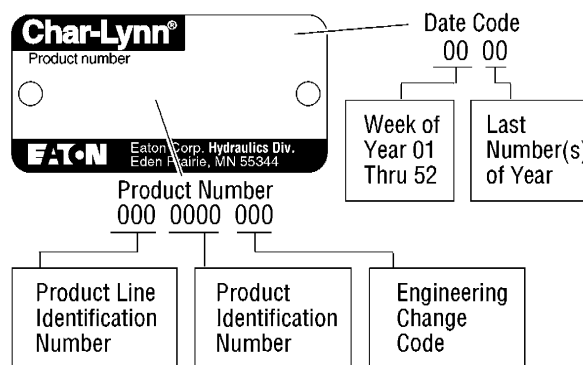 Char-Lynn®
Product number
EATON Eaton Corp. Hydraulics Div.
Eden Prairie, MN 55344
Date Code
00 00
Week of
Year 01
Thru 52
Last
Number(s)
of Year
Product Number
000 0000 000
Product Line
Identification
Number
Product
Identification
Number
Engineering
Change
Code